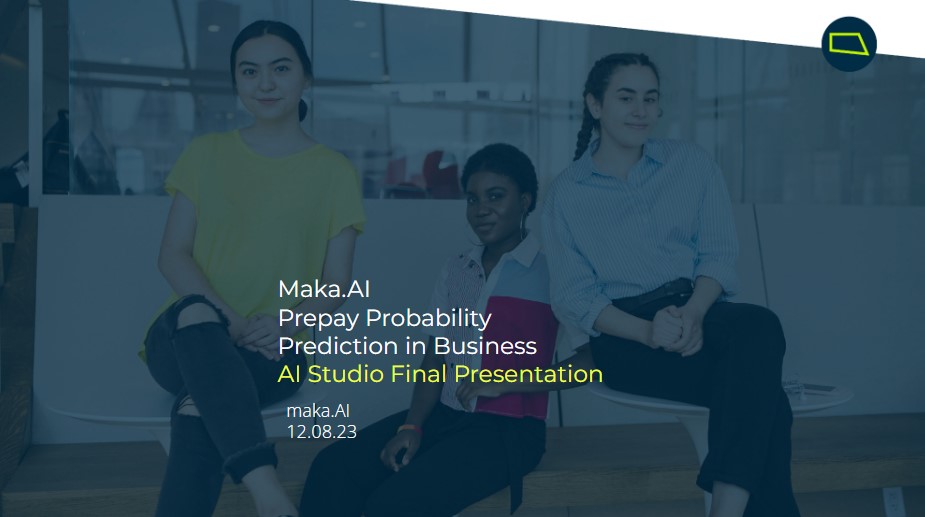 Maka.AI
Prepay Probability
Prediction in Business
AI Studio Final Presentation
maka.AI
12.08.23